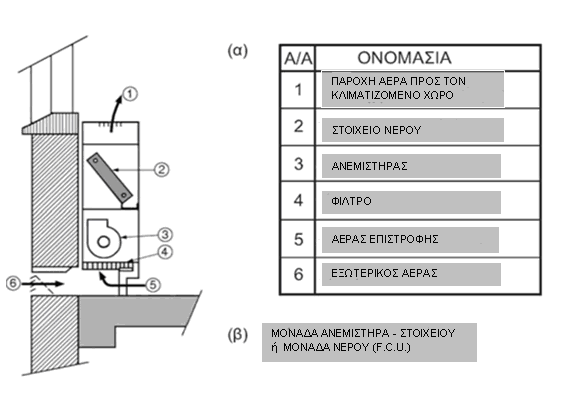 (α)
Α/Α ΟΝΟΜΑΣΙΑ
1 ΠΑΡΟΧΗ ΑΕΡΑ ΠΡΟΣ ΤΟΝ
ΚΛΙΜΑΤΙΖΟΜΕΝΟ ΧΩΡΟ
2 ΣΤΟΙΧΕΙΟ ΝΕΡΟΥ
3 ΑΝΕΜΙΣΤΗΡΑΣ
4 ΦΙΛΤΡΟ
5 ΑΕΡΑΣ ΕΠΙΣΤΡΟΦΗΣ
6 ΕΞΩΤΕΡΙΚΟΣ ΑΕΡΑΣ
(β)
ΜΟΝΑΔΑ ΑΝΕΜΙΣΤΗΡΑ - ΣΤΟΙΧΕΙΟΥ
ή ΜΟΝΑΔΑ ΝΕΡΟΥ (F.C.U.)
1
2
3
4
5
6